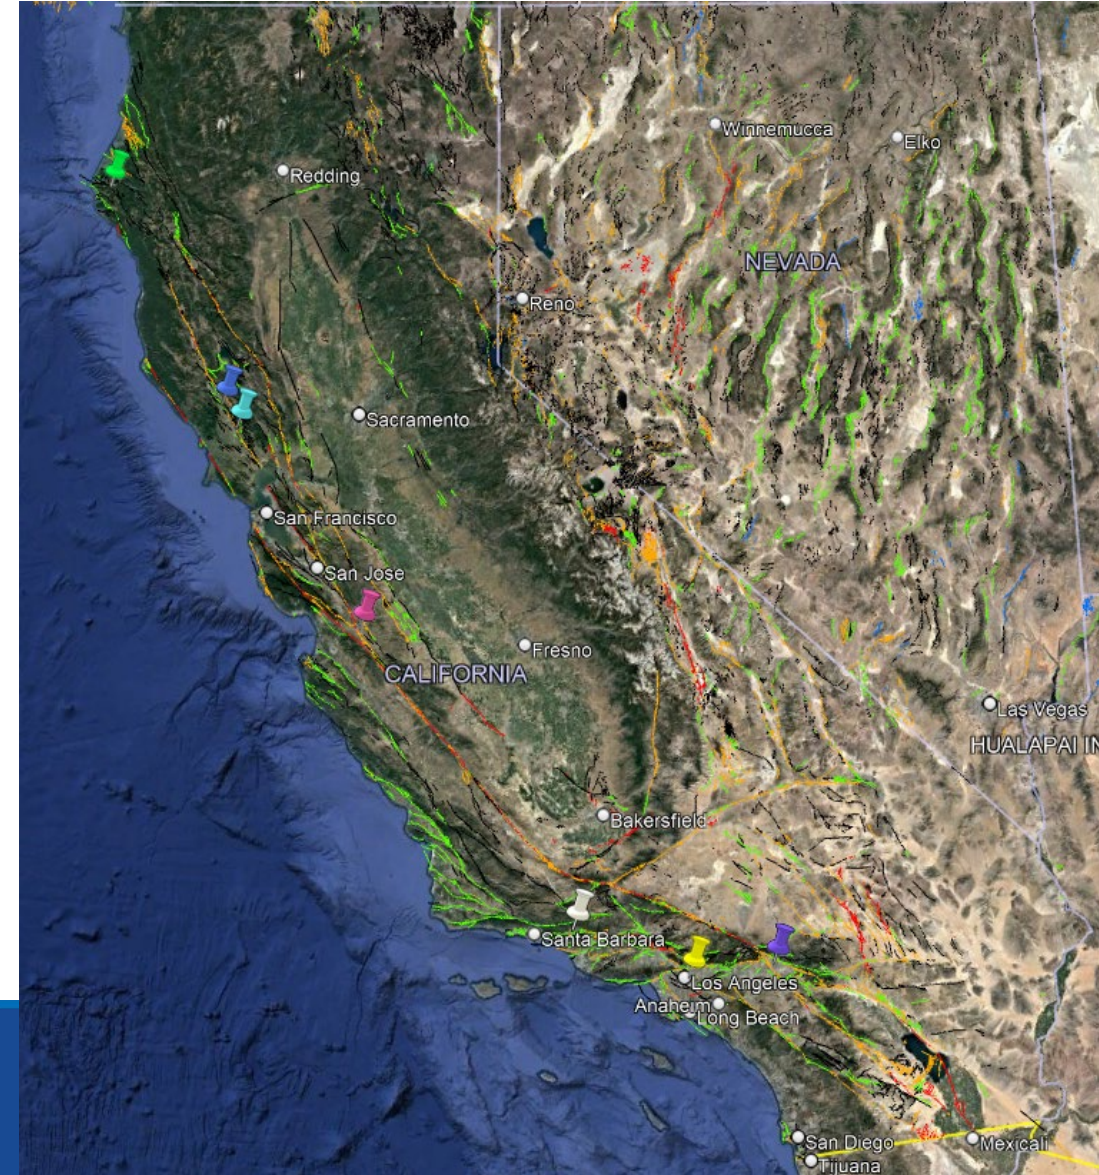 Winnemucca
Elko
Redding
NEVADA
Reno
Sacramento
San Francisco
San Jose
Fresno
CALIFORNIA
Las Vegas
HUALAPAI IN
Bakersfield
Santa Barbara
Los Angeles
Anaheim
Long Beach
San Diego
Mexicali
Tijuana